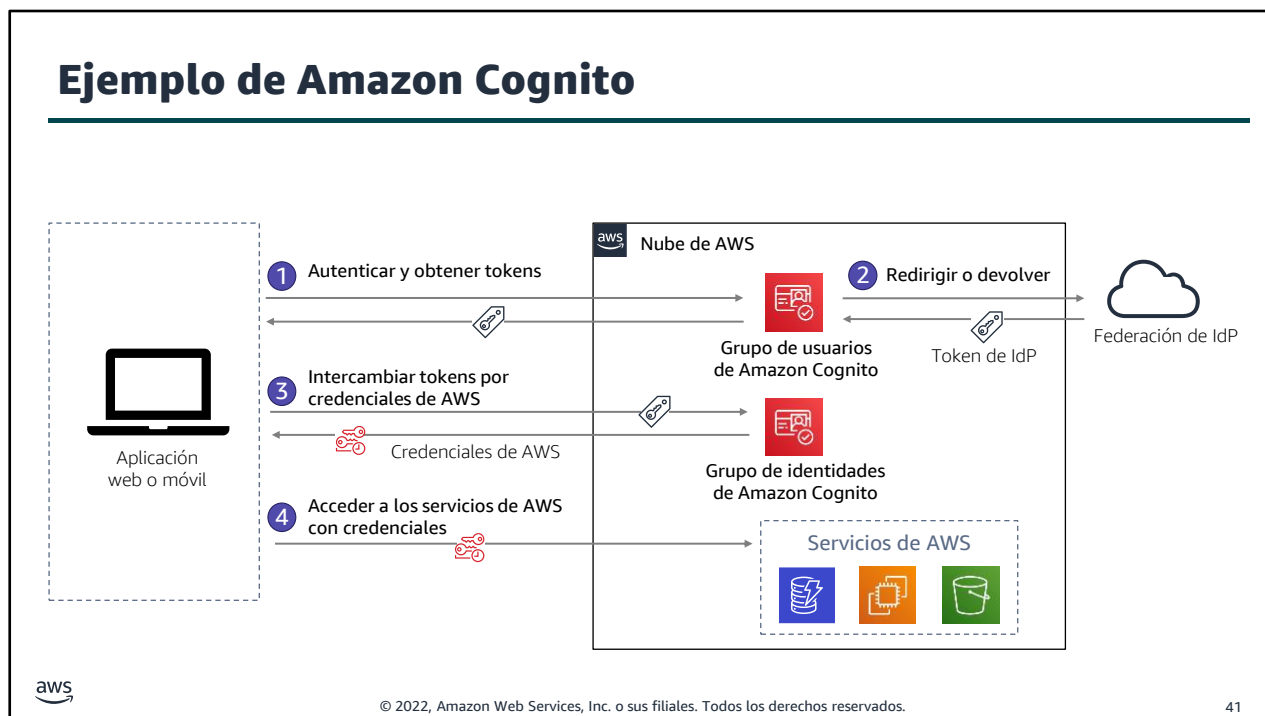 Ejemplo de Amazon Cognito
aws
Nube de AWS
1
Autenticar y obtener tokens
2
Redirigir o devolver
Grupo de usuarios
de Amazon Cognito
Token de IdP
Federación de IdP
3
Intercambiar tokens por
credenciales de AWS
Credenciales de AWS
Aplicación
web o móvil
Grupo de identidades
de Amazon Cognito
4
Acceder a los servicios de AWS
con credenciales
Servicios de AWS
aws
© 2022, Amazon Web Services, Inc. o sus filiales. Todos los derechos reservados.
41